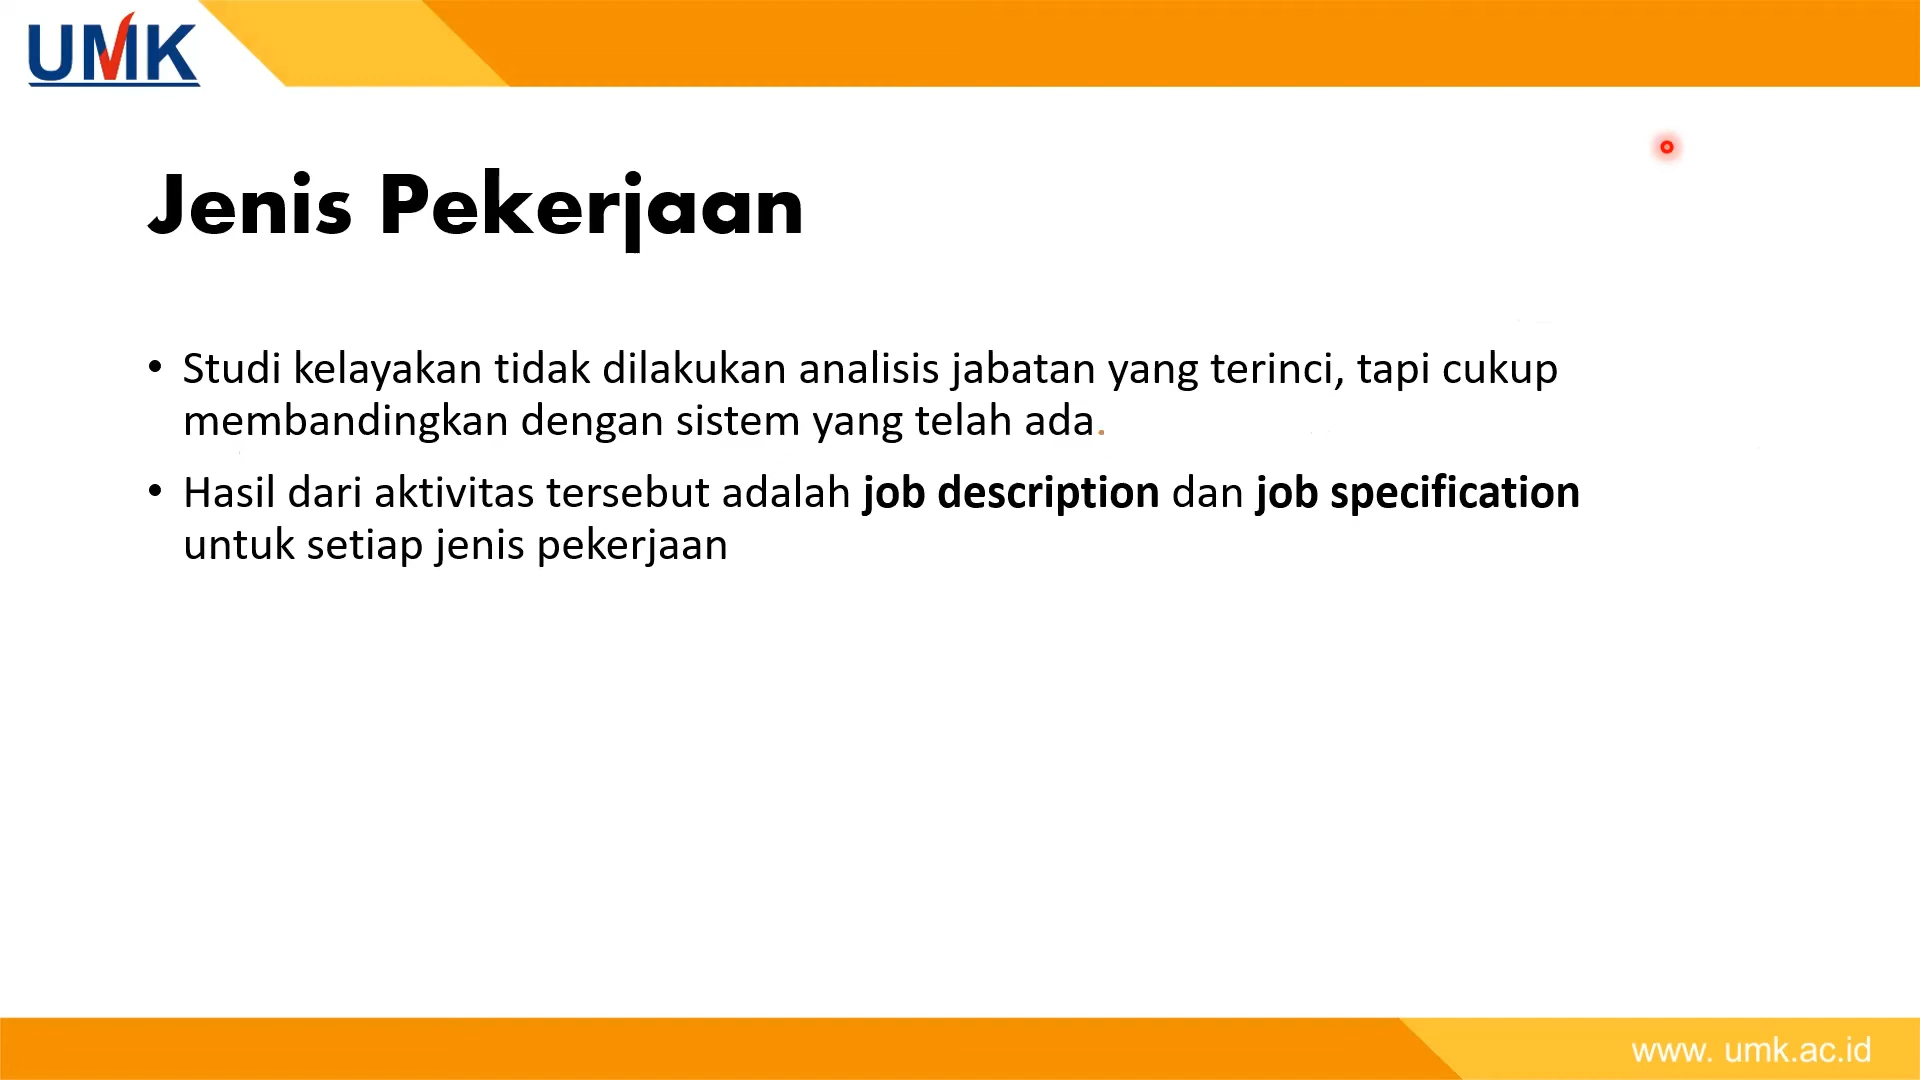 UMK
Jenis Pekerjaan
• Studi kelayakan tidak dilakukan analisis jabatan yang terinci, tapi cukup
membandingkan dengan sistem yang telah ada.
• Hasil dari aktivitas tersebut adalah job description dan job specification
untuk setiap jenis pekerjaan
www. umk.ac.id